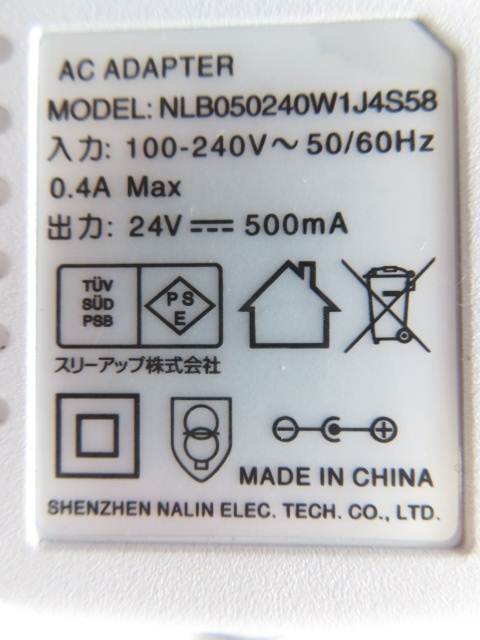 AC ADAPTER
MODEL: NLB050240W1J4S58
入力: 100-240V～50/60Hz
0.4A Max
出力: 24V⎓500mA
TÜV
SÜD
PSB
PS
E
スリーアップ株式会社
MADE IN CHINA
SHENZHEN NALIN ELEC. TECH. CO., LTD.